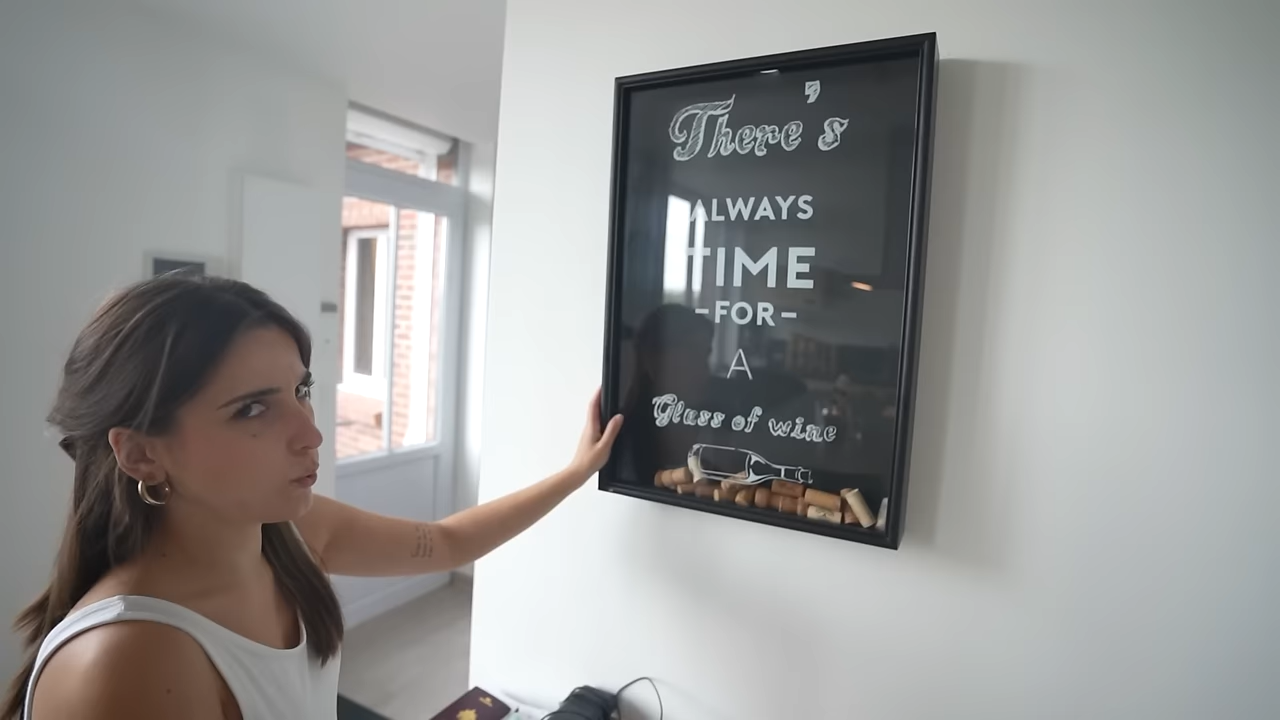 There's
ALWAYS
TIME
-FOR-
A
Glass of wine